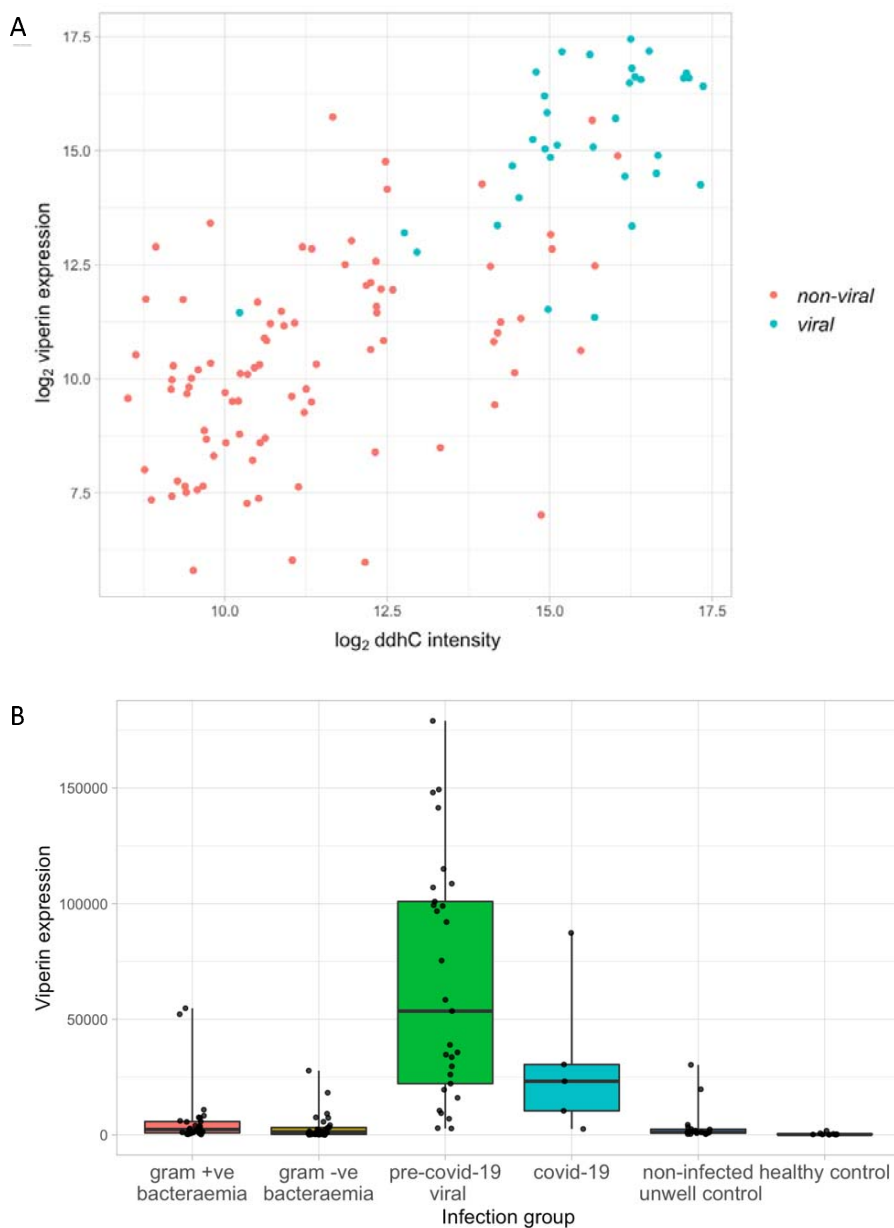 A
17.5
15.0
12.5
10.0
7.5
log₂ viperin expression
10.0
12.5
15.0
17.5
log₂ ddhC intensity
non-viral
viral
B
150000
100000
50000
0
Viperin expression
gram +ve
bacteraemia
gram -ve
bacteraemia
pre-covid-19
viral
covid-19
non-infected
unwell control
healthy control
Infection group